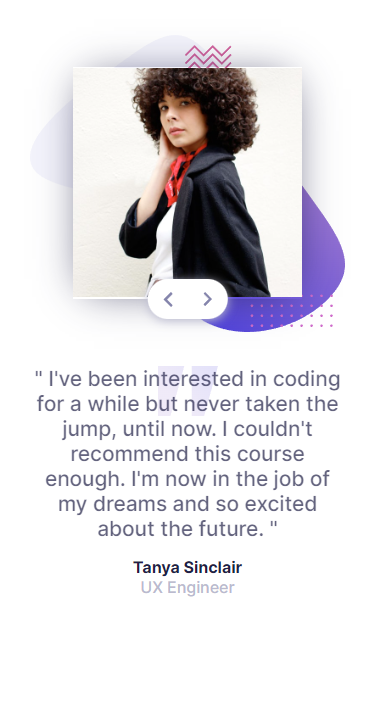 " I've been interested in coding
for a while but never taken the
jump, until now. I couldn't
recommend this course
enough. I'm now in the job of
my dreams and so excited
about the future. "
Tanya Sinclair
UX Engineer